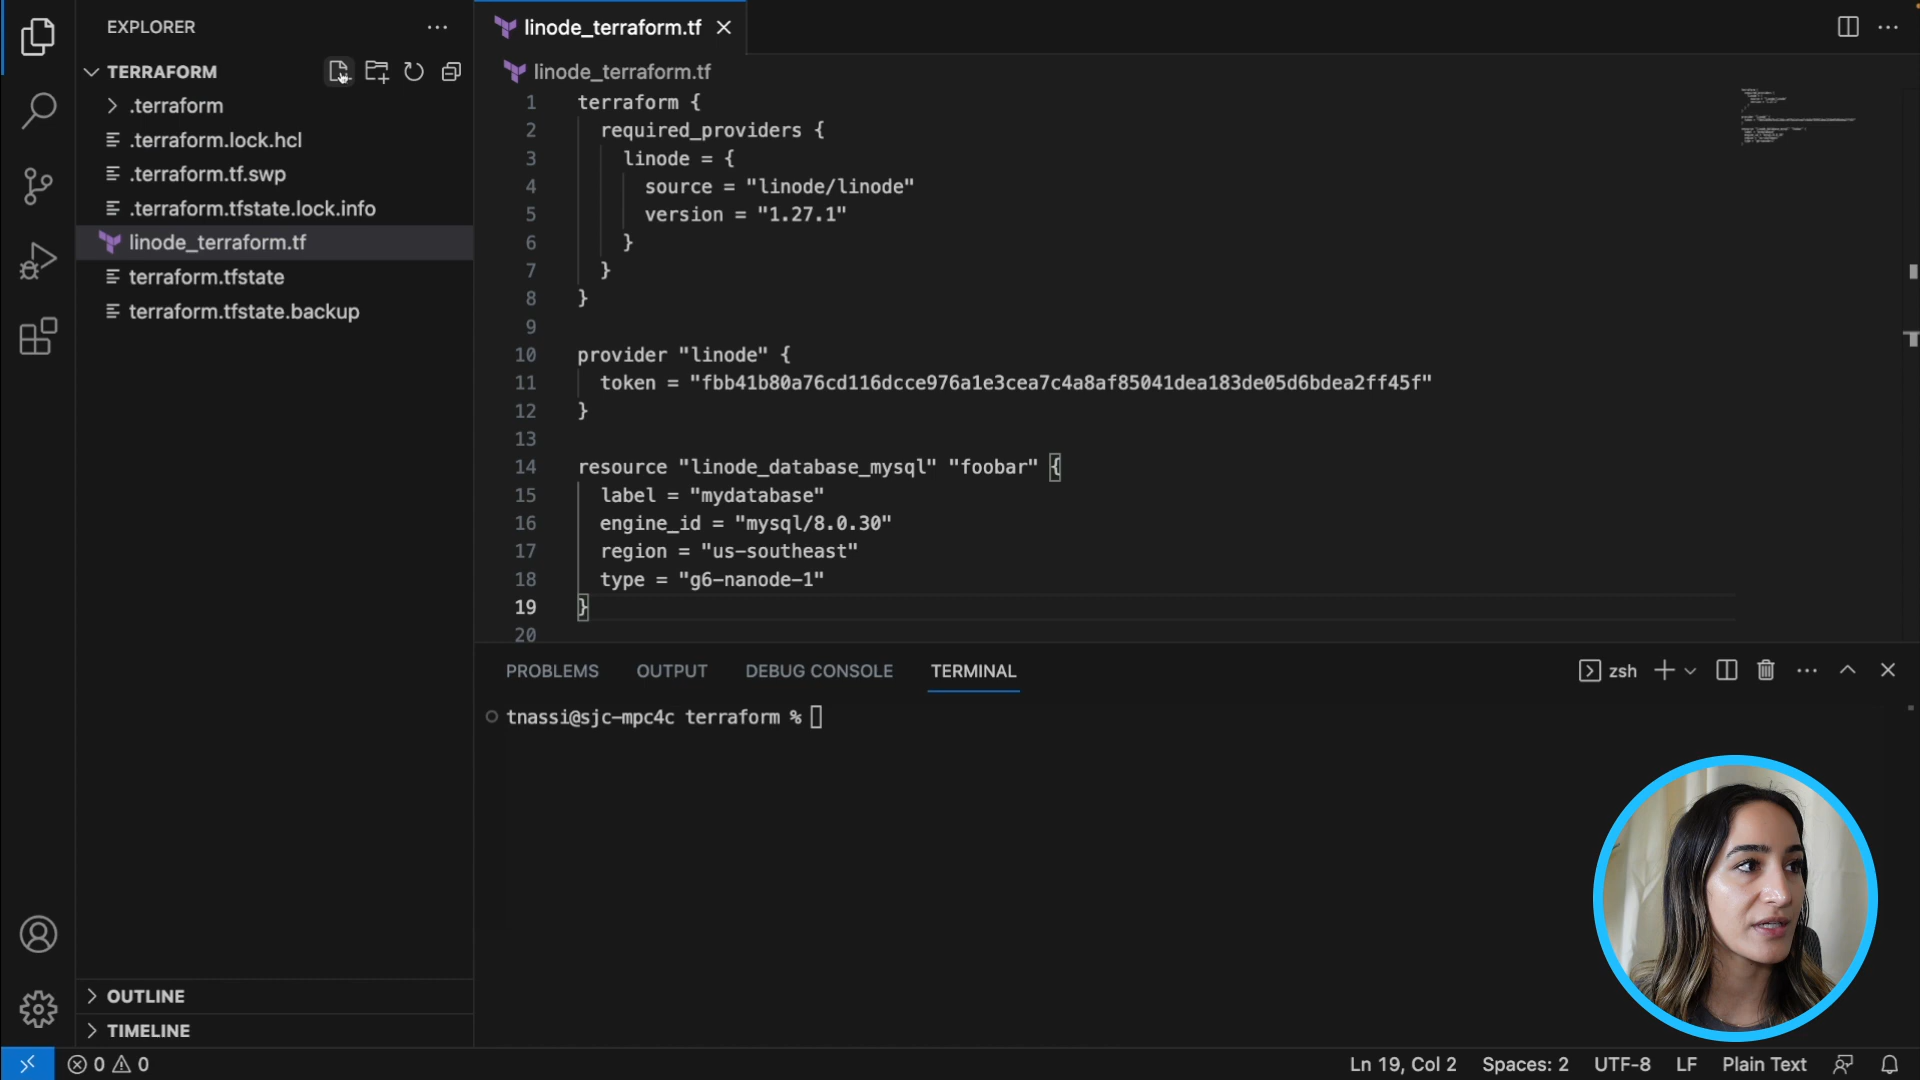 EXPLORER
TERRAFORM
.terraform
.terraform.lock.hcl
.terraform.tf.swp
.terraform.tfstate.lock.info
linode_terraform.tf
terraform.tfstate
terraform.tfstate.backup
OUTLINE
TIMELINE
linode_terraform.tf
linode_terraform.tf
1 terraform {
2 required_providers {
3 linode = {
4 source = "linode/linode"
5 version = "1.27.1"
6 }
7 }
8 }
9
10 provider "linode" {
11 token = "fbb41b80a76cd116dcce976a1e3cea7c4a8af85041dea183de05d6bdea2ff45f"
12 }
13
14 resource "linode_database_mysql" "foobar" {
15 label = "mydatabase"
16 engine_id = "mysql/8.0.30"
17 region = "us-southeast"
18 type = "g6-nanode-1"
19 }
20
PROBLEMS OUTPUT DEBUG CONSOLE TERMINAL zsh
tnassi@sjc-mpc4c terraform %
0 0 Ln 19, Col 2 Spaces: 2 UTF-8 LF Plain Text